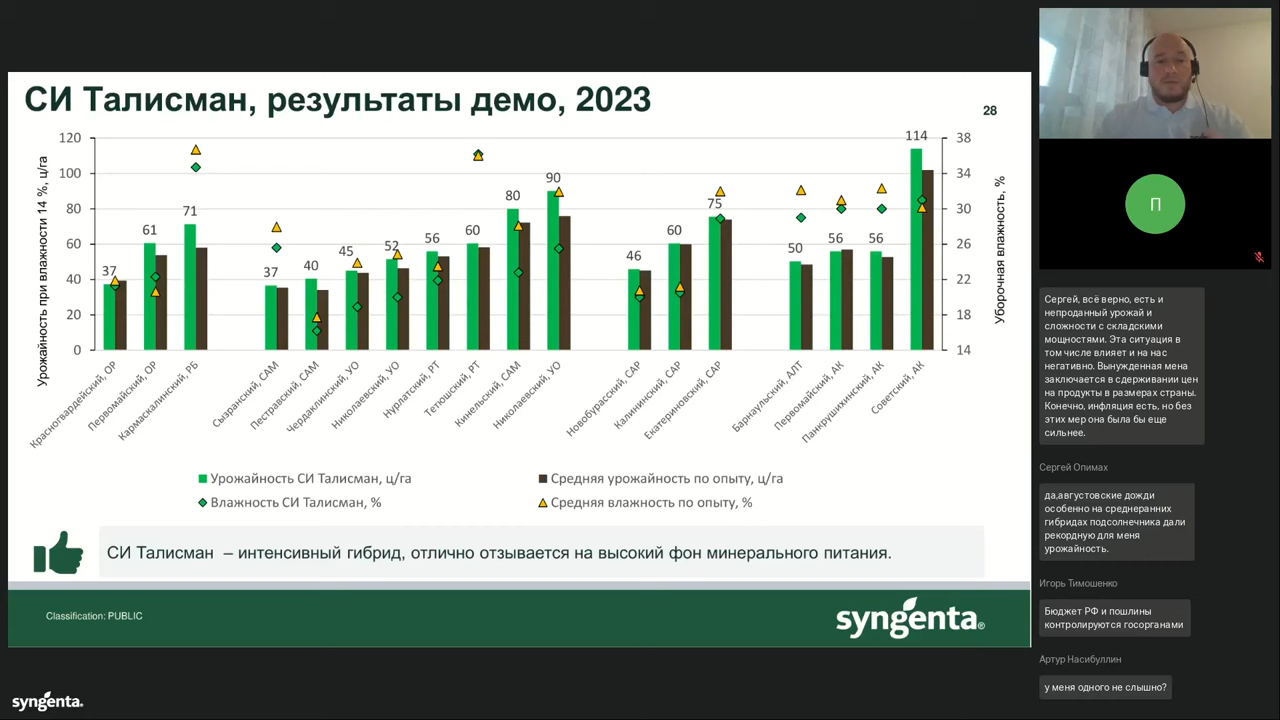 СИ Талисман, результаты демо, 2023
28
Урожайность при влажности 14 %, ц/га
120
100
80
60
40
20
0
37
61
71
37
40
45
52
56
60
80
90
46
60
75
50
56
56
114
38
34
30
26
22
18
14
Уборочная влажность, %
Красногвардейский, ОР
Первомайский, ОР
Кармаскалинский, РБ
Сызранский, САМ
Пестравский, САМ
Чердаклинский, УО
Николаевский, УО
Нурлатский, РТ
Тетюшский, РТ
Кинельский, САМ
Николаевский, УО
Новобурасский, САР
Калининский, САР
Екатериновский, САР
Барнаульский, АЛТ
Первомайский, АК
Панкрушихинский, АК
Советский, АК
Урожайность СИ Талисман, ц/га
Средняя урожайность по опыту, ц/га
Влажность СИ Талисман, %
Средняя влажность по опыту, %
СИ Талисман – интенсивный гибрид, отлично отзывается на высокий фон минерального питания.
Classification: PUBLIC
syngenta®
syngenta.
П
Сергей, всё верно, есть и
непроданный урожай и
сложности с складскими
мощностями. Эта ситуация в
том числе влияет и на нас
негативно. Вынужденная мена
заключается в сдерживании цен
на продукты в размерах страны.
Конечно, инфляция есть, но без
этих мер она была бы еще
сильнее.
Сергей Опимах
да,августовские дожди
особенно на среднеранних
гибридах подсолнечника дали
рекордную для меня
урожайность.
Игорь Тимошенко
Бюджет РФ и пошлины
контролируются госорганами
Артур Насибуллин
у меня одного не слышно?